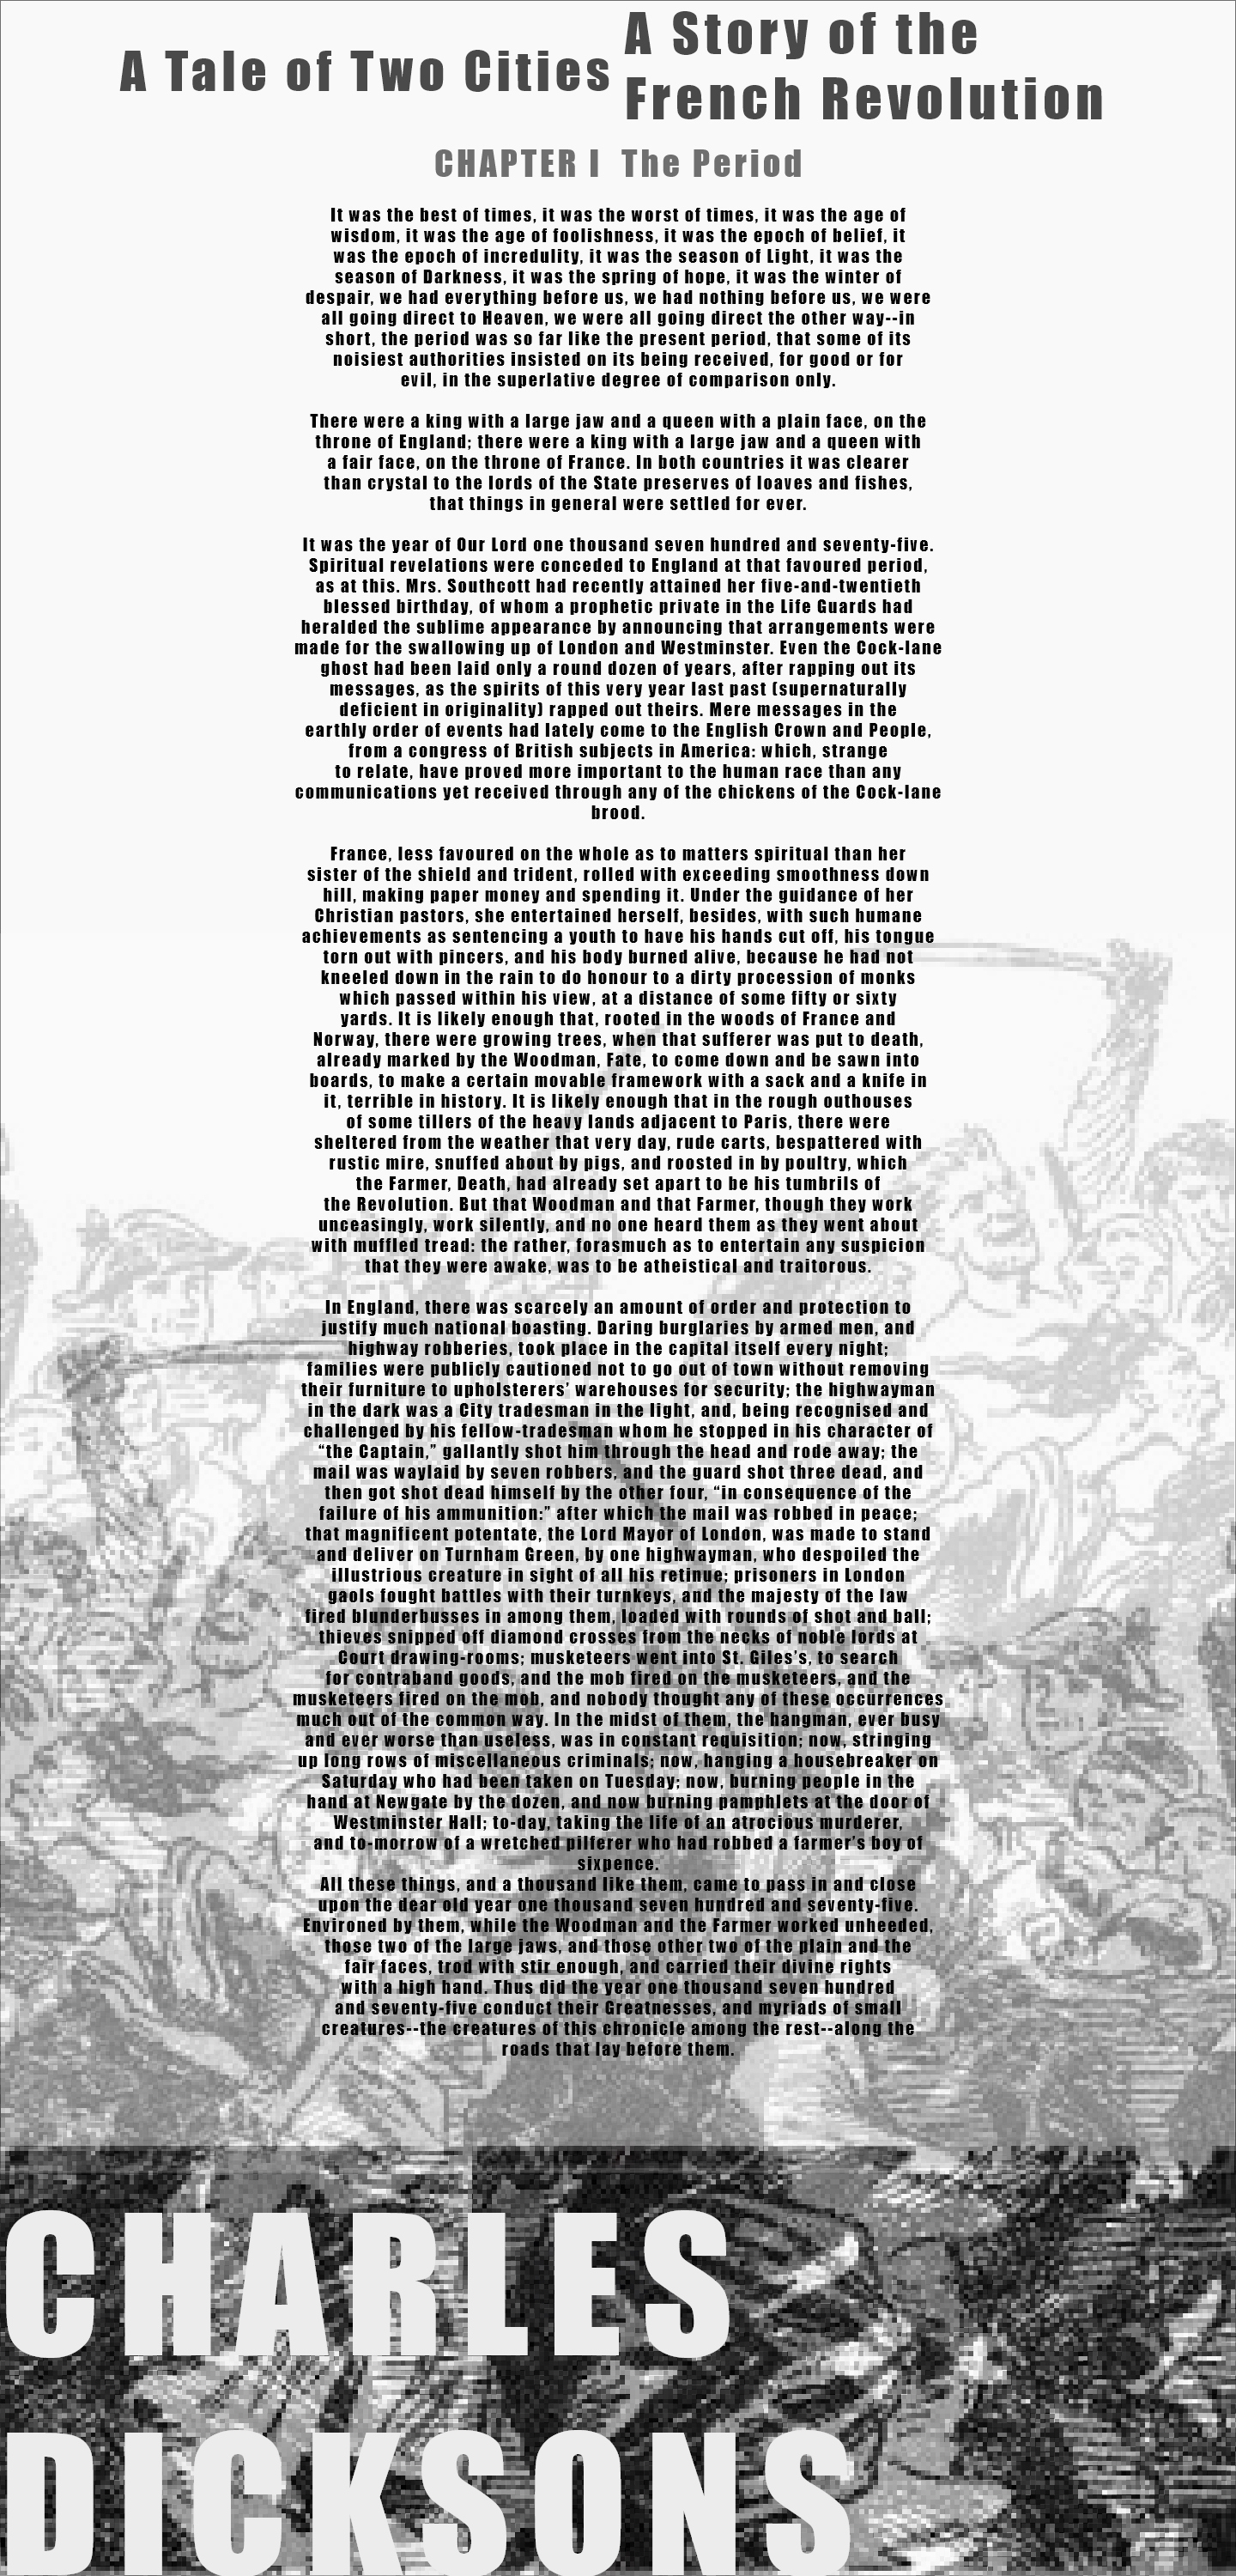 A Tale of Two Cities
A Story of the
French Revolution
CHAPTER I The Period
It was the best of times, it was the worst of times, it was the age of
wisdom, it was the age of foolishness, it was the epoch of belief, it
was the epoch of incredulity, it was the season of Light, it was the
season of Darkness, it was the spring of hope, it was the winter of
despair, we had everything before us, we had nothing before us, we were
all going direct to Heaven, we were all going direct the other way--in
short, the period was so far like the present period, that some of its
noisiest authorities insisted on its being received, for good or for
evil, in the superlative degree of comparison only.
There were a king with a large jaw and a queen with a plain face, on the
throne of England; there were a king with a large jaw and a queen with
a fair face, on the throne of France. In both countries it was clearer
than crystal to the lords of the State preserves of loaves and fishes,
that things in general were settled for ever.
It was the year of Our Lord one thousand seven hundred and seventy-five.
Spiritual revelations were conceded to England at that favoured period,
as at this. Mrs. Southcott had recently attained her five-and-twentieth
blessed birthday, of whom a prophetic private in the Life Guards had
heralded the sublime appearance by announcing that arrangements were
made for the swallowing up of London and Westminster. Even the Cock-lane
ghost had been laid only a round dozen of years, after rapping out its
messages, as the spirits of this very year last past (supernaturally
deficient in originality) rapped out theirs. Mere messages in the
earthly order of events had lately come to the English Crown and People,
from a congress of British subjects in America: which, strange
to relate, have proved more important to the human race than any
communications yet received through any of the chickens of the Cock-lane
brood.
France, less favoured on the whole as to matters spiritual than her
sister of the shield and trident, rolled with exceeding smoothness down
hill, making paper money and spending it. Under the guidance of her
Christian pastors, she entertained herself, besides, with such humane
achievements as sentencing a youth to have his hands cut off, his tongue
torn out with pincers, and his body burned alive, because he had not
kneeled down in the rain to do honour to a dirty procession of monks
which passed within his view, at a distance of some fifty or sixty
yards. It is likely enough that, rooted in the woods of France and
Norway, there were growing trees, when that sufferer was put to death,
already marked by the Woodman, Fate, to come down and be sawn into
boards, to make a certain movable framework with a sack and a knife in
it, terrible in history. It is likely enough that in the rough outhouses
of some tillers of the heavy lands adjacent to Paris, there were
sheltered from the weather that very day, rude carts, bespattered with
rustic mire, snuffed about by pigs, and roosted in by poultry, which
the Farmer, Death, had already set apart to be his tumbrils of
the Revolution. But that Woodman and that Farmer, though they work
unceasingly, work silently, and no one heard them as they went about
with muffled tread: the rather, forasmuch as to entertain any suspicion
that they were awake, was to be atheistical and traitorous.
In England, there was scarcely an amount of order and protection to
justify much national boasting. Daring burglaries by armed men, and
highway robberies, took place in the capital itself every night;
families were publicly cautioned not to go out of town without removing
their furniture to upholsterers’ warehouses for security; the highwayman
in the dark was a City tradesman in the light, and, being recognised and
challenged by his fellow-tradesman whom he stopped in his character of
“the Captain,” gallantly shot him through the head and rode away; the
mail was waylaid by seven robbers, and the guard shot three dead, and
then got shot dead himself by the other four, “in consequence of the
failure of his ammunition:” after which the mail was robbed in peace;
that magnificent potentate, the Lord Mayor of London, was made to stand
and deliver on Turnham Green, by one highwayman, who despoiled the
illustrious creature in sight of all his retinue; prisoners in London
gaols fought battles with their turnkeys, and the majesty of the law
fired blunderbusses in among them, loaded with rounds of shot and ball;
thieves snipped off diamond crosses from the necks of noble lords at
Court drawing-rooms; musketeers went into St. Giles’s, to search
for contraband goods, and the mob fired on the musketeers, and the
musketeers fired on the mob, and nobody thought any of these occurrences
much out of the common way. In the midst of them, the hangman, ever busy
and ever worse than useless, was in constant requisition; now, stringing
up long rows of miscellaneous criminals; now, hanging a housebreaker on
Saturday who had been taken on Tuesday; now, burning people in the
hand at Newgate by the dozen, and now burning pamphlets at the door of
Westminster Hall; to-day, taking the life of an atrocious murderer,
and to-morrow of a wretched pilferer who had robbed a farmer’s boy of
sixpence.
All these things, and a thousand like them, came to pass in and close
upon the dear old year one thousand seven hundred and seventy-five.
Environed by them, while the Woodman and the Farmer worked unheeded,
those two of the large jaws, and those other two of the plain and the
fair faces, trod with stir enough, and carried their divine rights
with a high hand. Thus did the year one thousand seven hundred
and seventy-five conduct their Greatnesses, and myriads of small
creatures--the creatures of this chronicle among the rest--along the
roads that lay before them.
CHARLES
DICKSONS